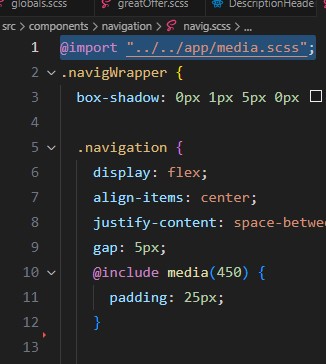 globals.scss greatOffer.scss DescriptionHeade
src > components > navigation > navig.scss > ...
1 @import "../../app/media.scss";
2 .navigWrapper {
3 box-shadow: 0px 1px 5px 0px
4
5 .navigation {
6 display: flex;
7 align-items: center;
8 justify-content: space-betwe
9 gap: 5px;
10 @include media(450) {
11 padding: 25px;
12 }
13